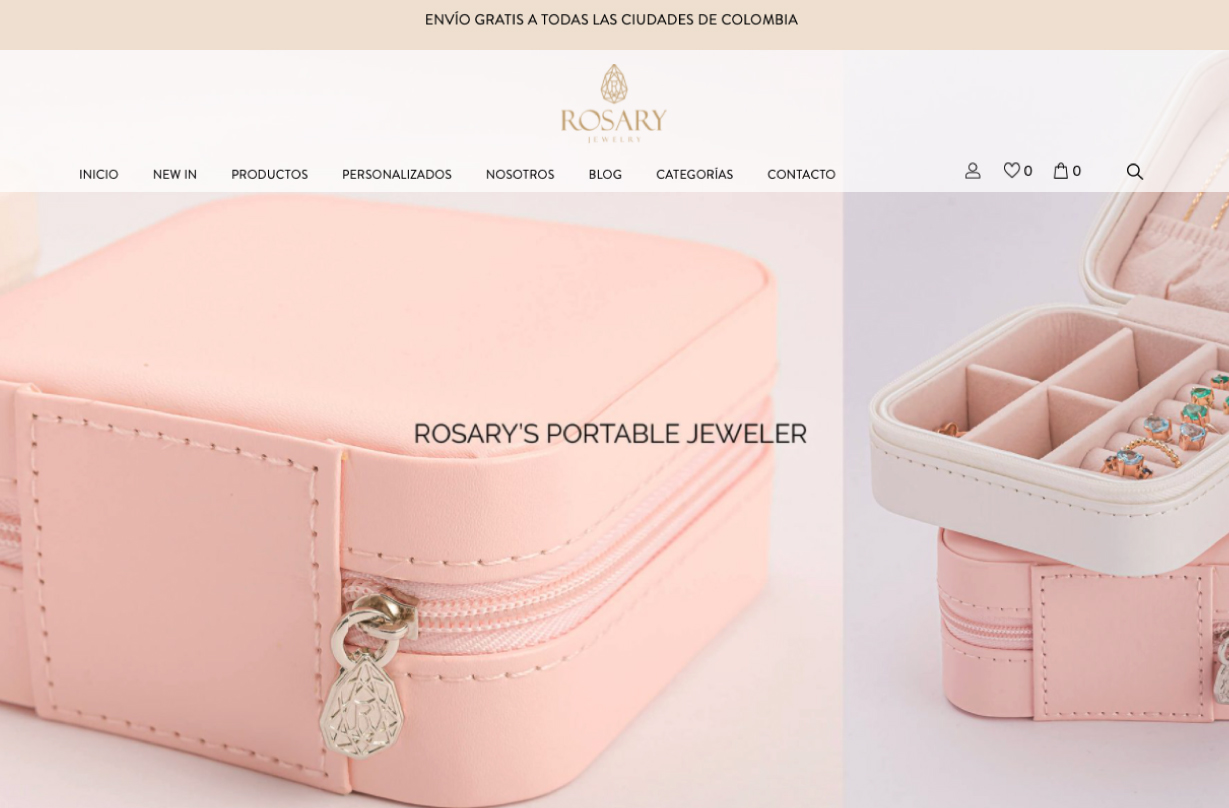 ENVÍO GRATIS A TODAS LAS CIUDADES DE COLOMBIA
R
ROSARY
JEWELRY
INICIO NEW IN PRODUCTOS PERSONALIZADOS NOSOTROS BLOG CATEGORÍAS CONTACTO 0 0
ROSARY'S PORTABLE JEWELER
R